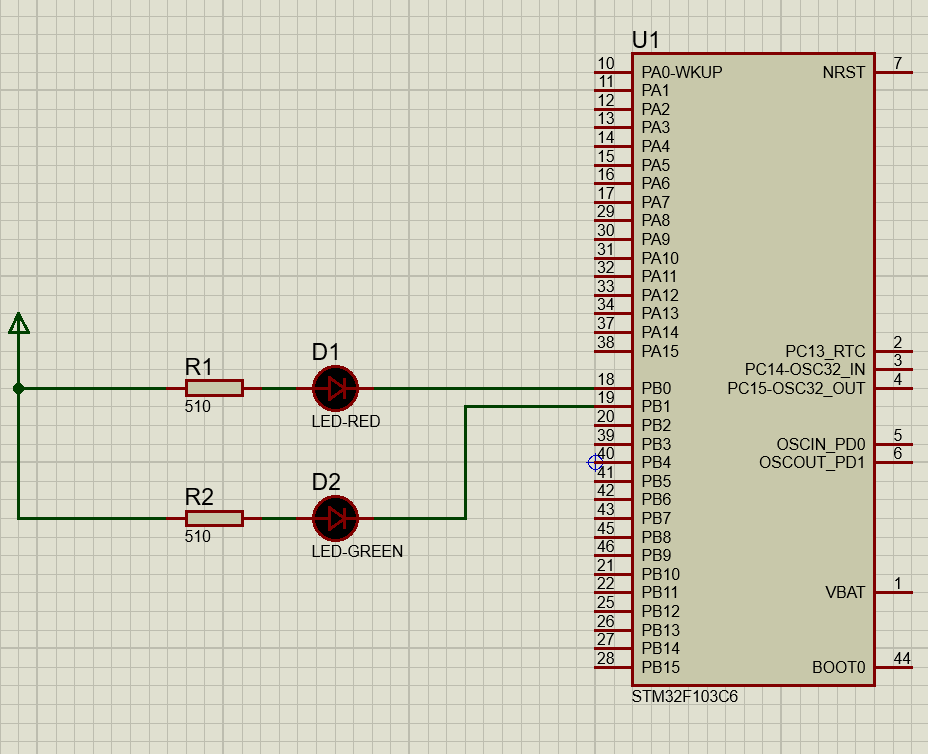 U1
10 PA0-WKUP NRST 7
11 PA1
12 PA2
13 PA3
14 PA4
15 PA5
16 PA6
17 PA7
29 PA8
30 PA9
31 PA10
32 PA11
33 PA12
34 PA13
37 PA14
38 PA15 PC13_RTC 2
PC14-OSC32_IN 3
18 PB0 PC15-OSC32_OUT 4
19 PB1
20 PB2
39 PB3 OSCIN_PD0 5
40 PB4 OSCOUT_PD1 6
41 PB5
42 PB6
43 PB7
45 PB8
46 PB9
21 PB10
22 PB11 VBAT 1
25 PB12
26 PB13
27 PB14
28 PB15 BOOT0 44
STM32F103C6
R1
510
D1
LED-RED
R2
510
D2
LED-GREEN